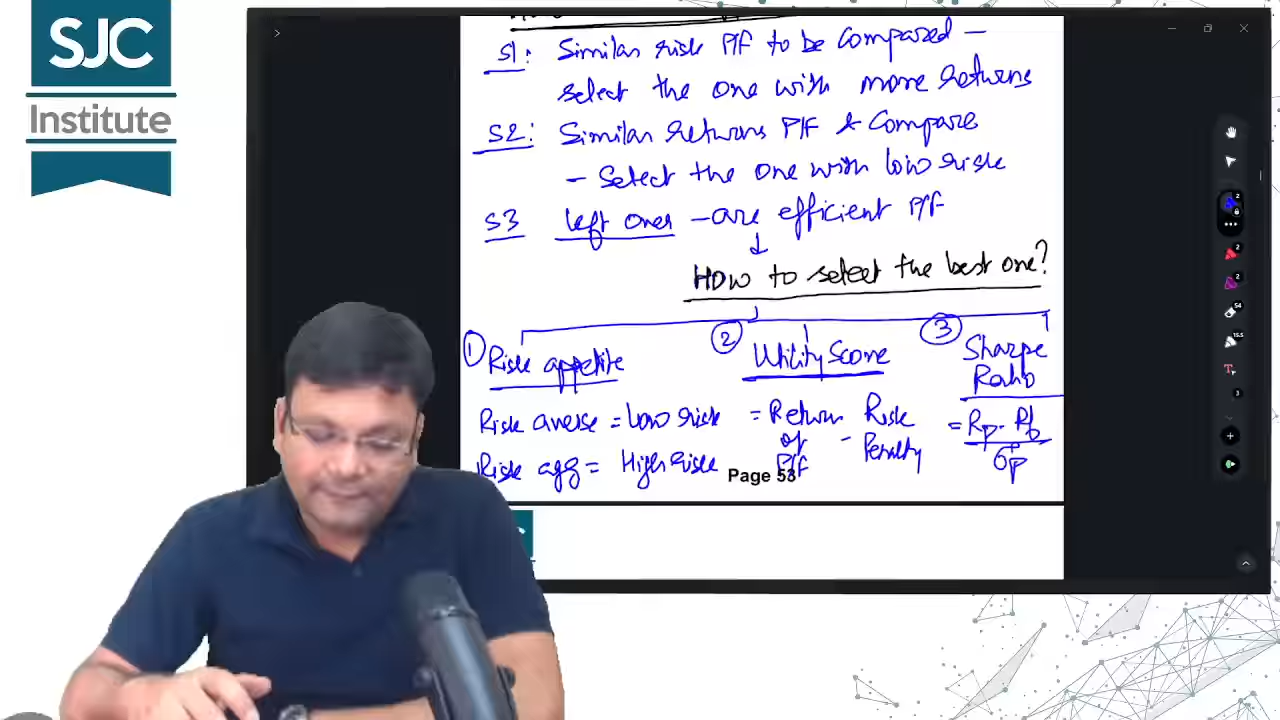 SJC
Institute
S1: Similar risk P/F to be Compared -
select the one with more Returns
S2: Similar Returns P/F & Compare
- Select the one with low risk
S3 left ones - are efficient P/F
How to select the best one?
① Risk appetite
Risk averse = low risk
Risk agg = High Risk
② Utility Score
= Return of P/F - Risk Penalty
③ Sharpe Ratio
= Rp - Rf
σp
Page 53